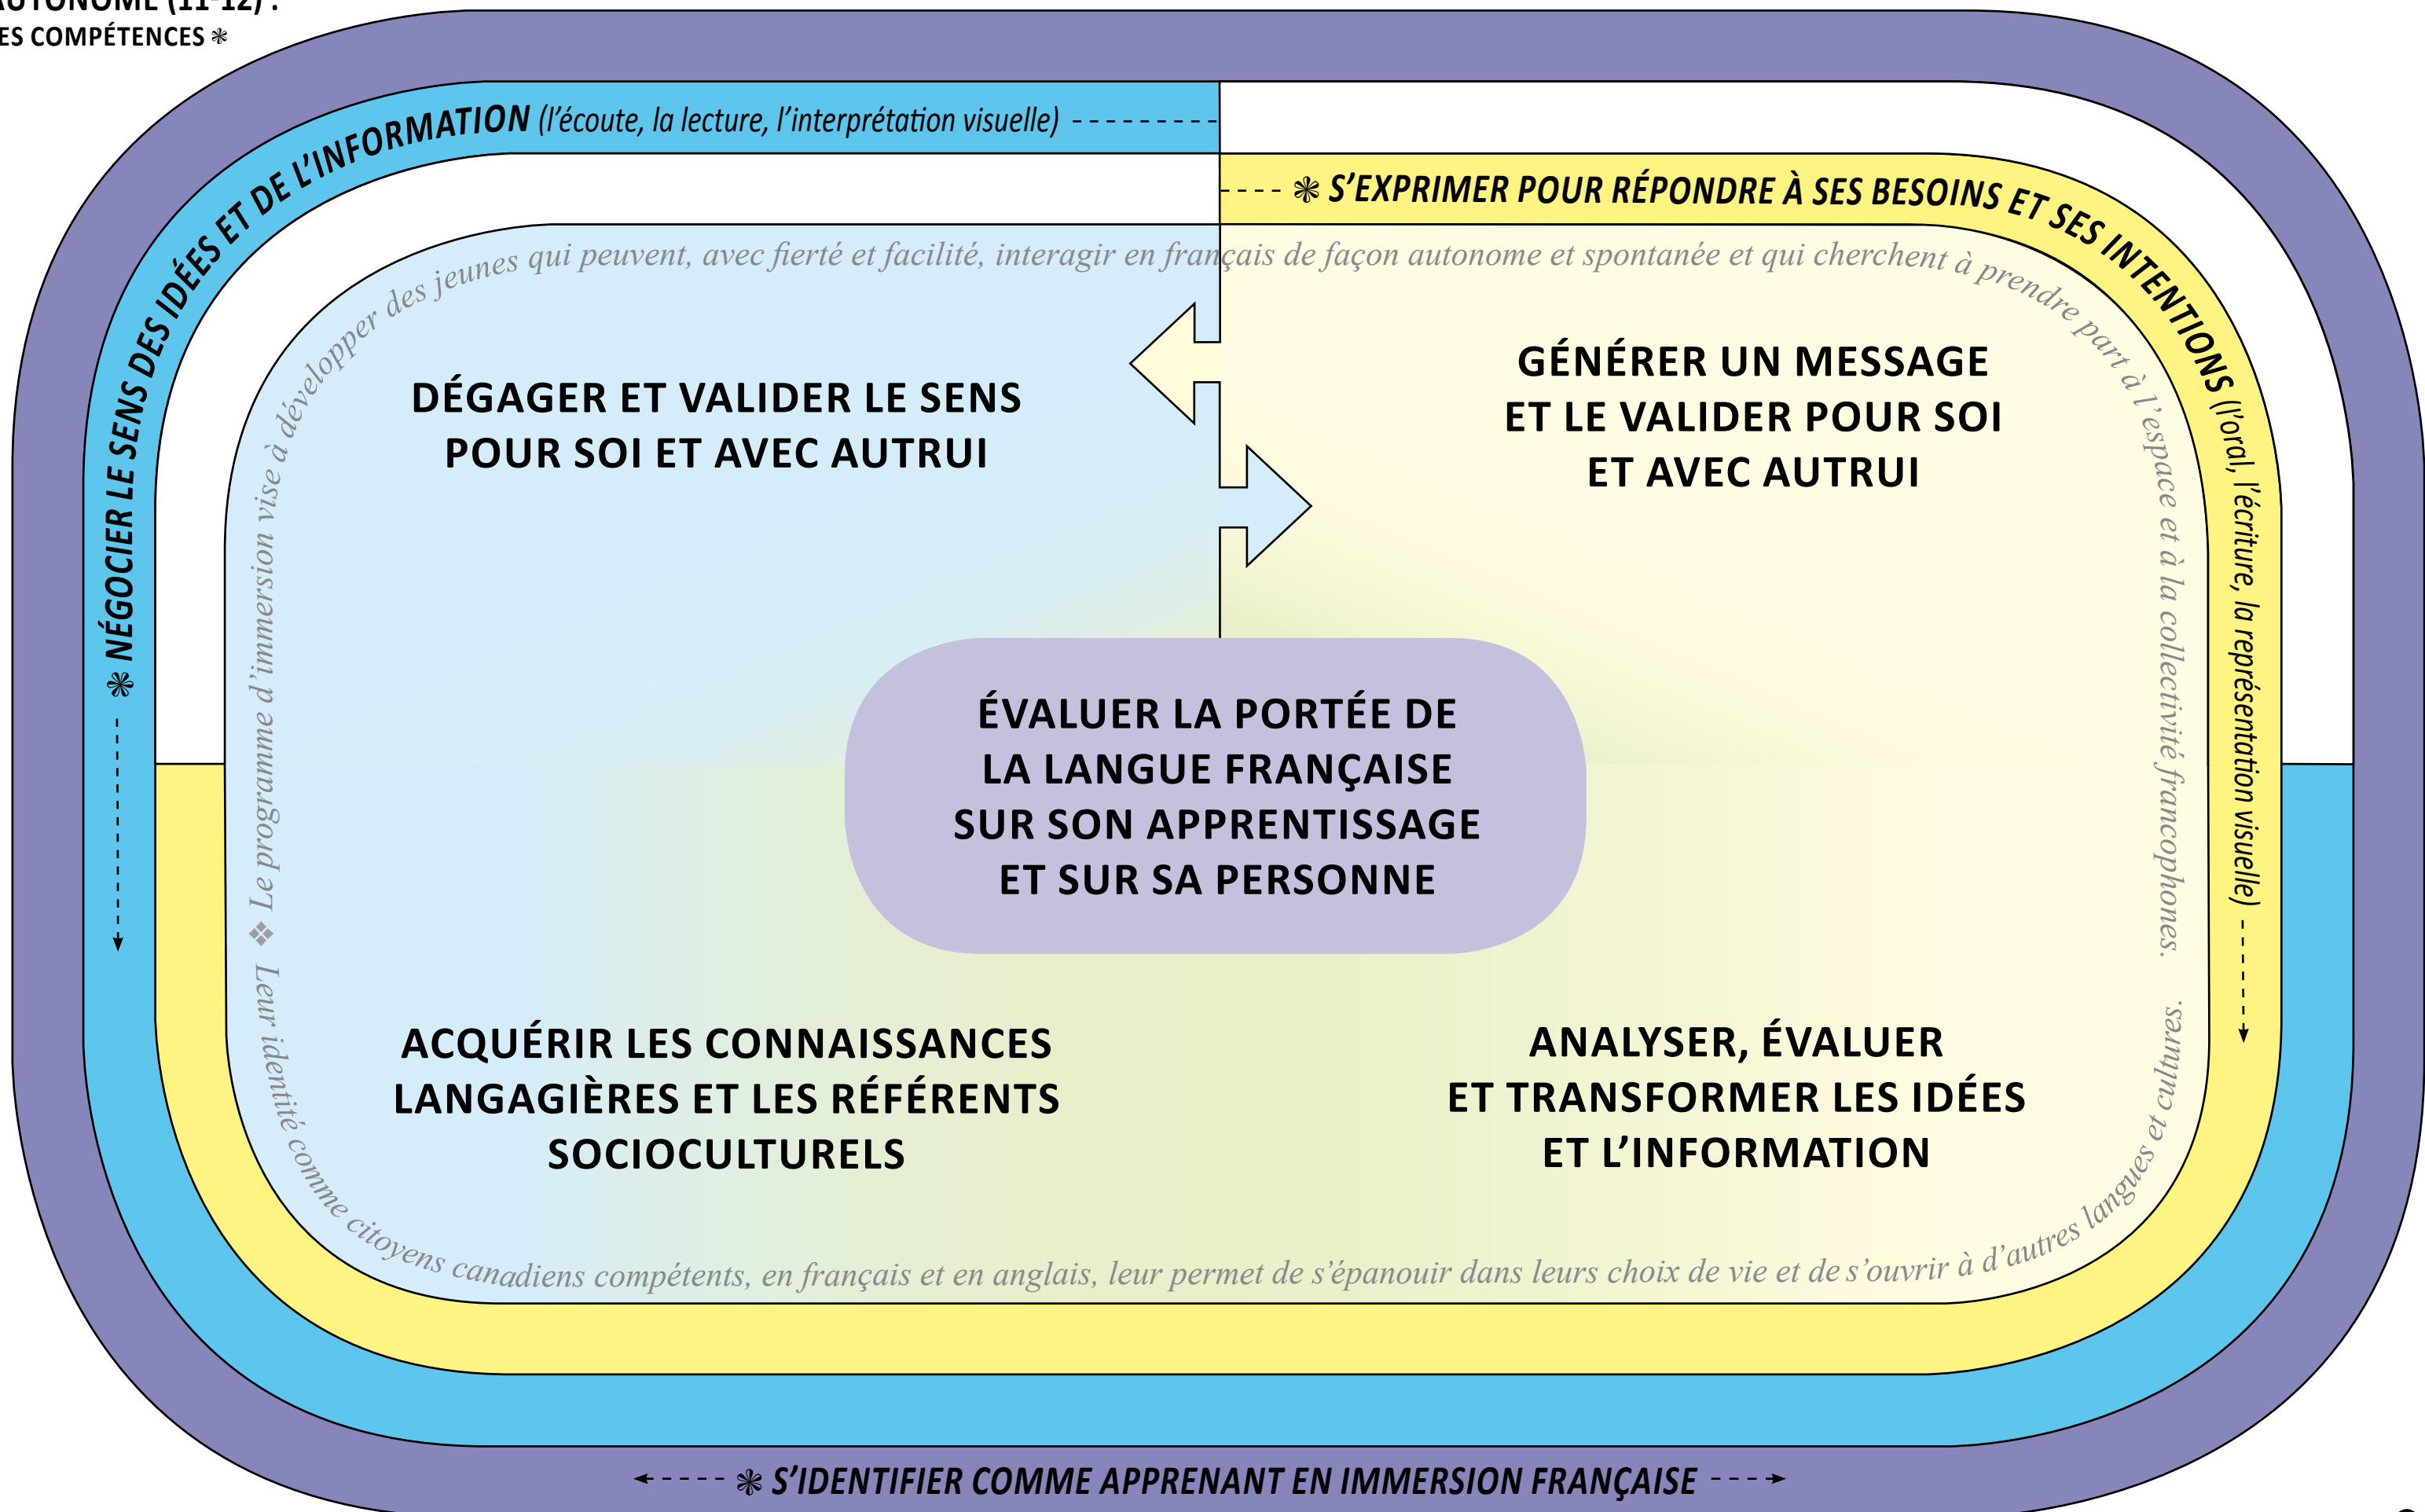 AUTONOME (11-12) :
ES COMPÉTENCES ❃
❃ NÉGOCIER LE SENS DES IDÉES ET DE L’INFORMATION (l’écoute, la lecture, l’interprétation visuelle)
❃ S’EXPRIMER POUR RÉPONDRE À SES BESOINS ET SES INTENTIONS (l’oral, l’écriture, la représentation visuelle)
❖ Le programme d’immersion vise à développer des jeunes qui peuvent, avec fierté et facilité, interagir en français de façon autonome et spontanée et qui cherchent à prendre part à l’espace et à la collectivité francophones.
DÉGAGER ET VALIDER LE SENS
POUR SOI ET AVEC AUTRUI
GÉNÉRER UN MESSAGE
ET LE VALIDER POUR SOI
ET AVEC AUTRUI
ÉVALUER LA PORTÉE DE
LA LANGUE FRANÇAISE
SUR SON APPRENTISSAGE
ET SUR SA PERSONNE
ACQUÉRIR LES CONNAISSANCES
LANGAGIÈRES ET LES RÉFÉRENTS
SOCIOCULTURELS
ANALYSER, ÉVALUER
ET TRANSFORMER LES IDÉES
ET L’INFORMATION
Leur identité comme citoyens canadiens compétents, en français et en anglais, leur permet de s’épanouir dans leurs choix de vie et de s’ouvrir à d’autres langues et cultures.
❃ S’IDENTIFIER COMME APPRENANT EN IMMERSION FRANÇAISE